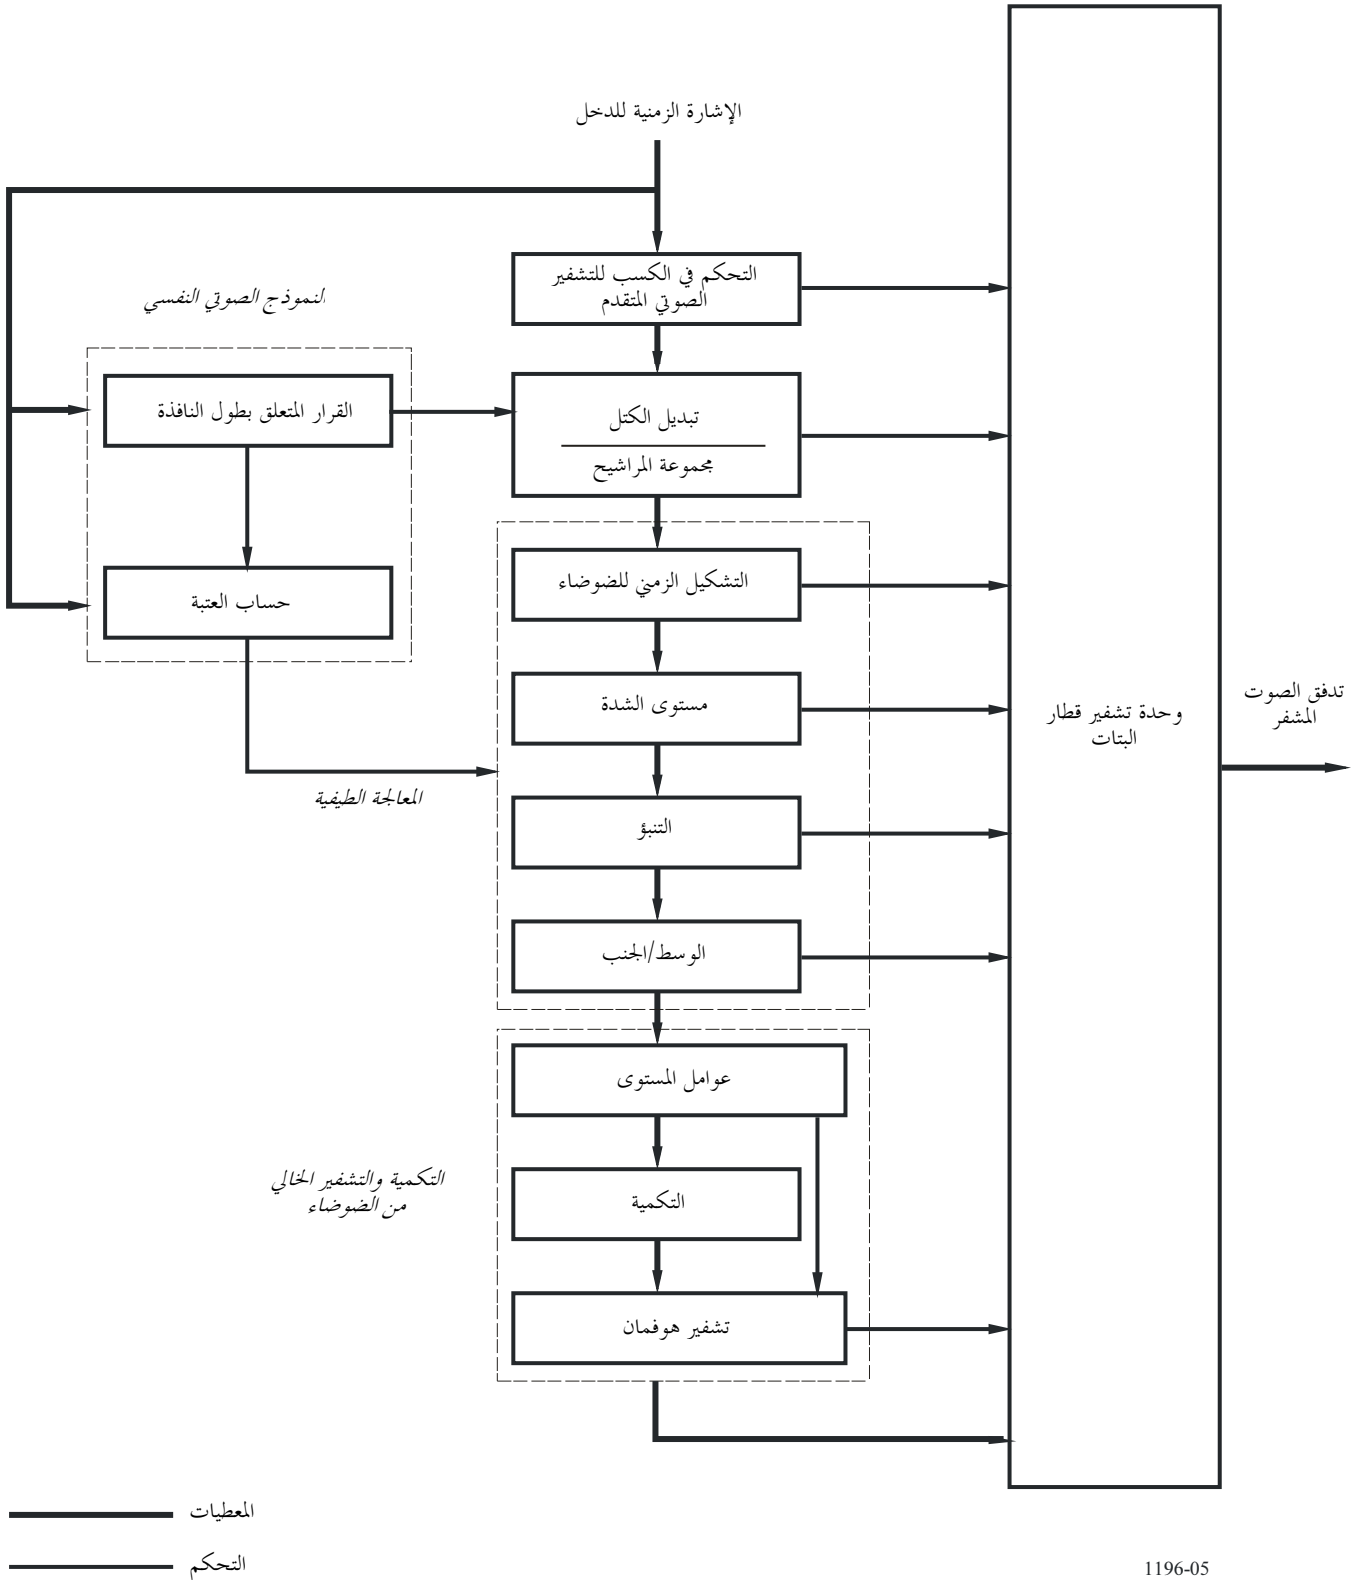 الإشارة الزمنية للدخل
التحكم في الكسب للتشفير
الصوتي المتقدم
النموذج الصوتي النفسي
القرار المتعلق بطول النافذة
تبديل الكتل
مجموعة المراشيح
التشكيل الزمني للضوضاء
حساب العتبة
مستوى الشدة
وحدة تشفير قطار
البتات
تدفق الصوت
المشفر
المعالجة الطيفية
التنبؤ
الوسط/الجنب
عوامل المستوى
التكمية والتشفير الخالي
من الضوضاء
التكمية
تشفير هوفمان
المعطيات
التحكم
1196-05